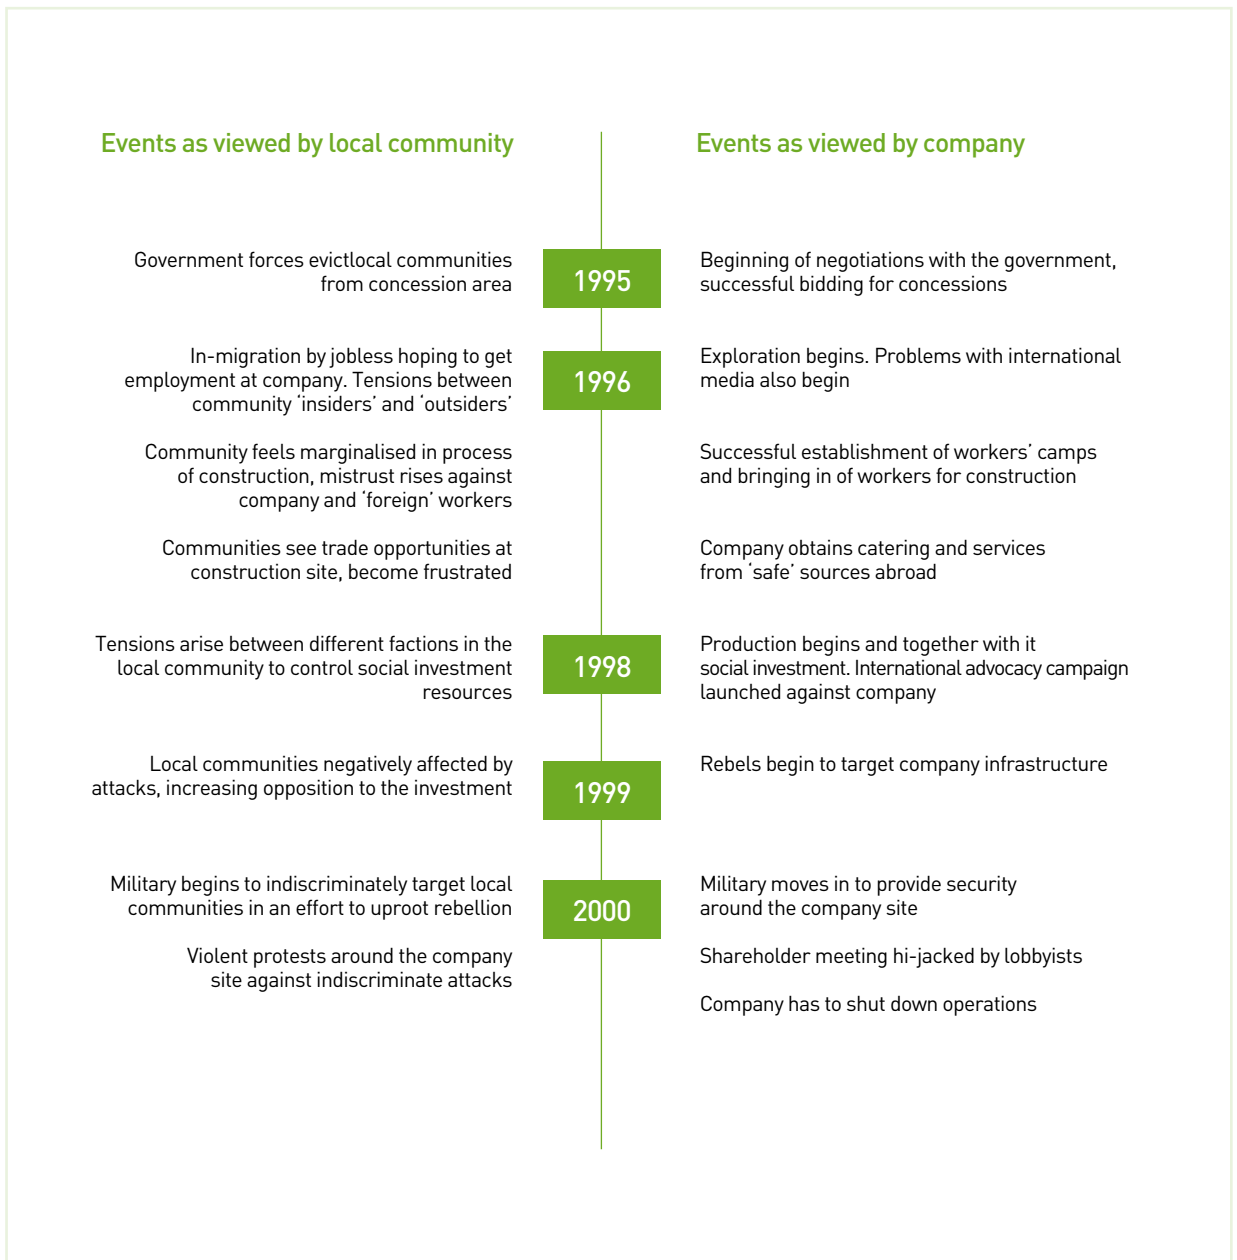 Events as viewed by local community
Events as viewed by company
Government forces evictlocal communities
from concession area
1995
Beginning of negotiations with the government,
successful bidding for concessions
In-migration by jobless hoping to get
employment at company. Tensions between
community ‘insiders’ and ‘outsiders’
1996
Exploration begins. Problems with international
media also begin
Community feels marginalised in process
of construction, mistrust rises against
company and ‘foreign’ workers
Successful establishment of workers’ camps
and bringing in of workers for construction
Communities see trade opportunities at
construction site, become frustrated
Company obtains catering and services
from ‘safe’ sources abroad
Tensions arise between different factions in the
local community to control social investment
resources
1998
Production begins and together with it
social investment. International advocacy campaign
launched against company
Local communities negatively affected by
attacks, increasing opposition to the investment
1999
Rebels begin to target company infrastructure
Military begins to indiscriminately target local
communities in an effort to uproot rebellion
2000
Military moves in to provide security
around the company site
Violent protests around the company
site against indiscriminate attacks
Shareholder meeting hi-jacked by lobbyists
Company has to shut down operations